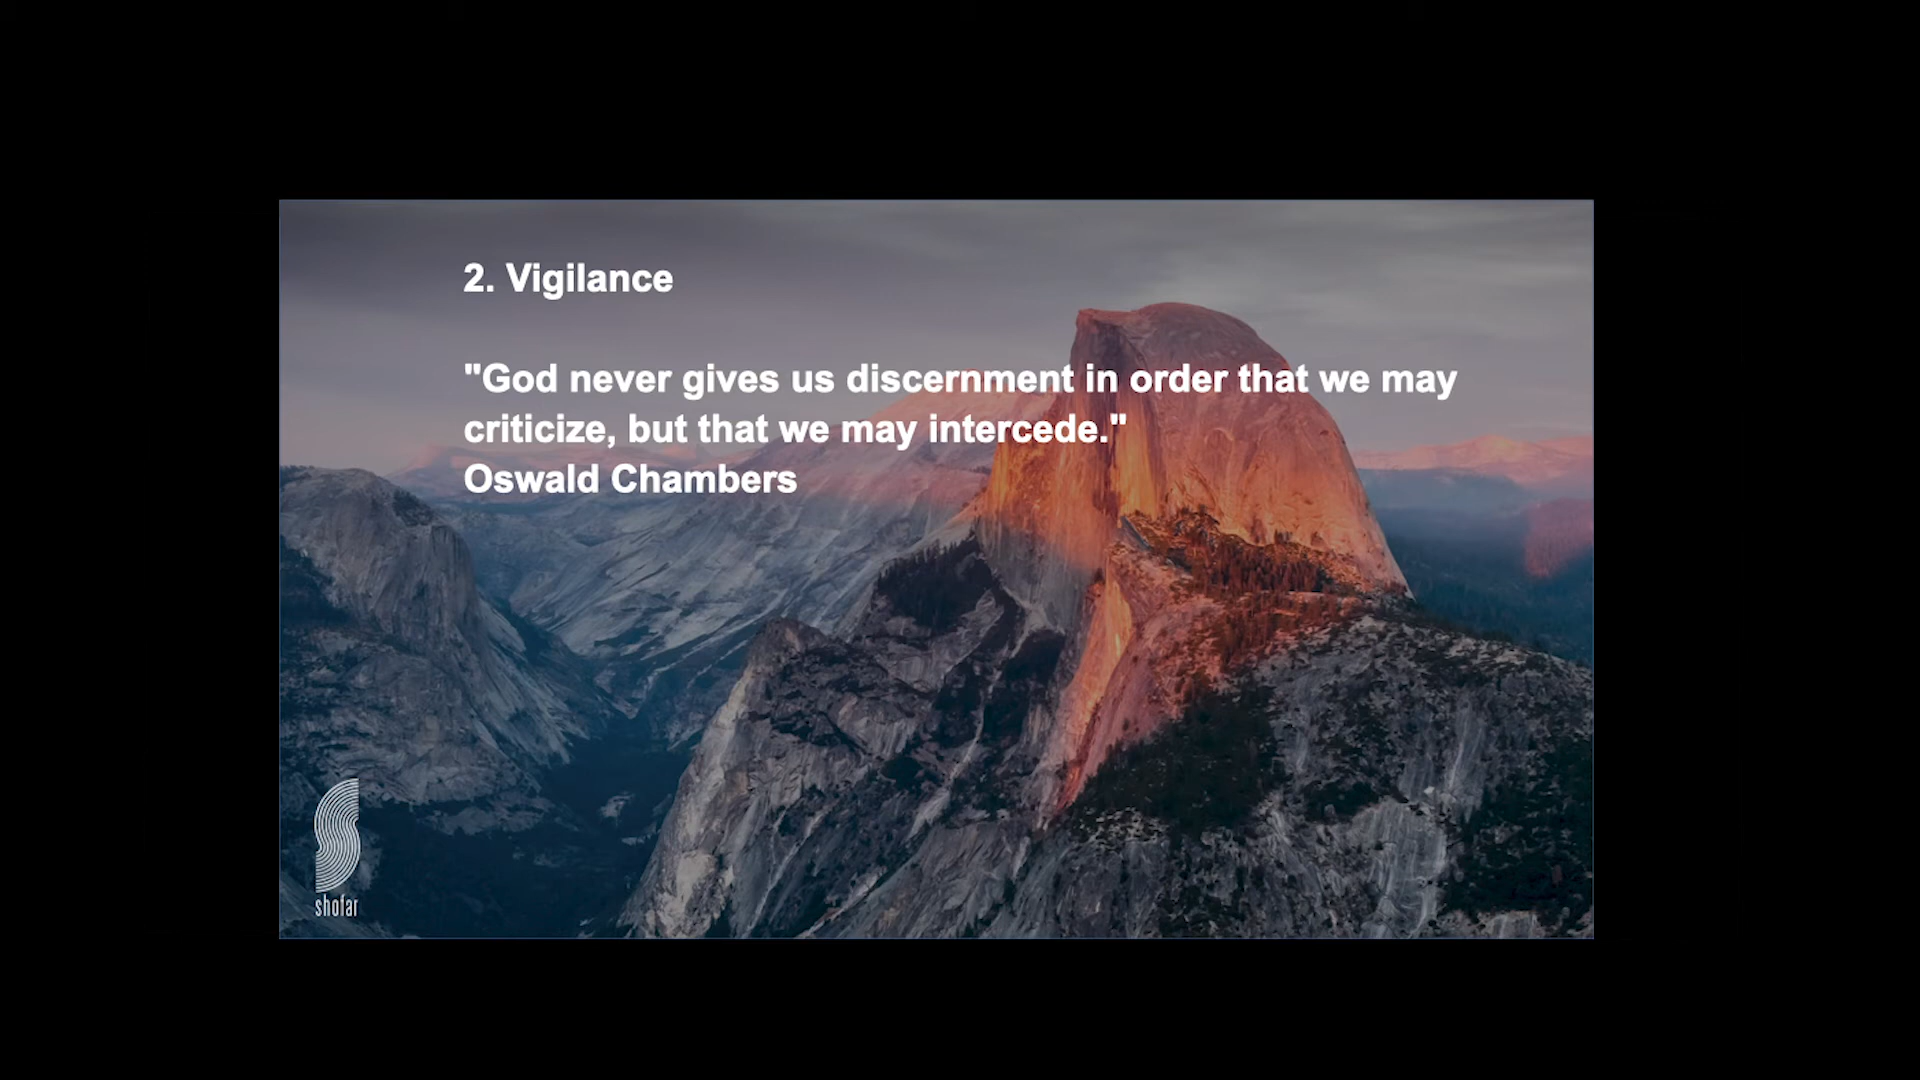 2. Vigilance
"God never gives us discernment in order that we may
criticize, but that we may intercede."
Oswald Chambers
shofar